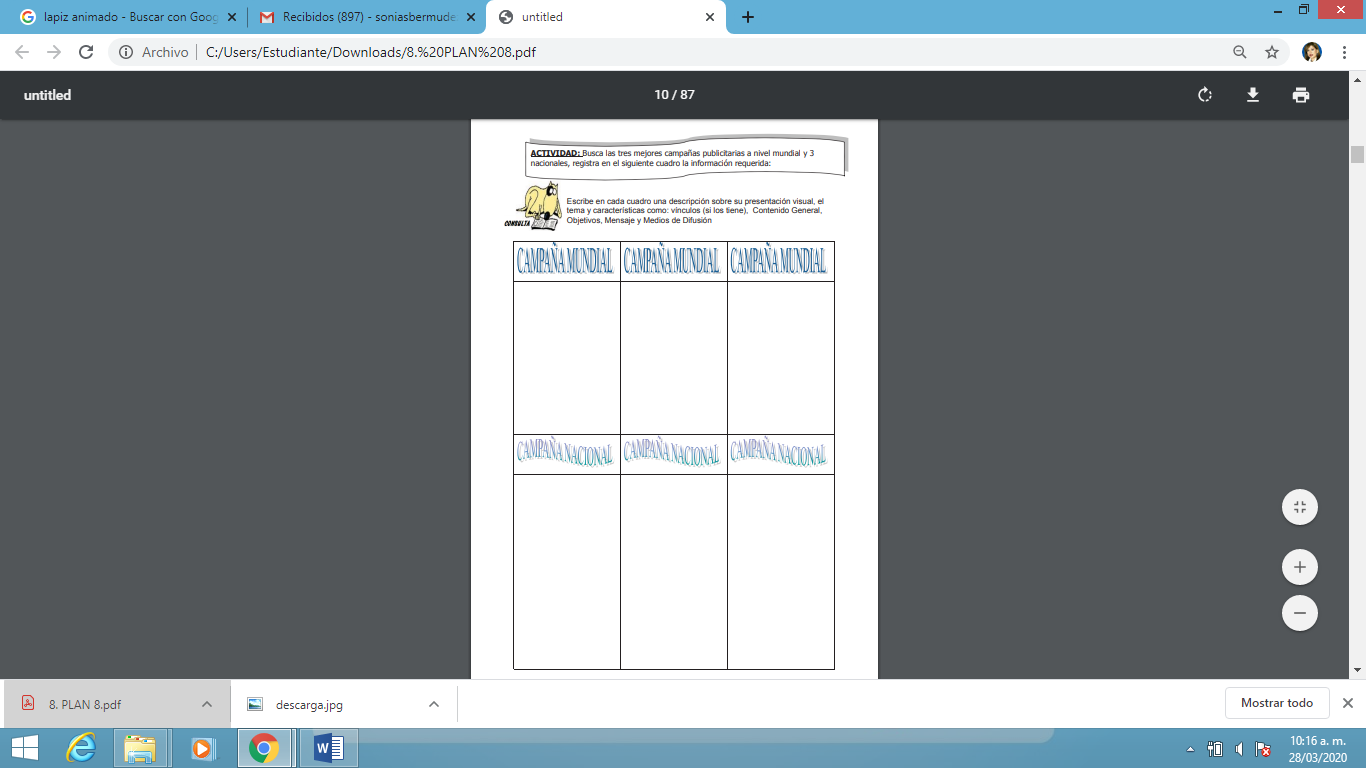 lapiz animado - Buscar con Goog
Recibidos (897) - soniasbermude
untitled
Archivo
C:/Users/Estudiante/Downloads/8.%20PLAN%208.pdf
untitled
10 / 87
ACTIVIDAD: Busca las tres mejores campañas publicitarias a nivel mundial y 3
nacionales, registra en el siguiente cuadro la información requerida:
CONSULTA
Escribe en cada cuadro una descripción sobre su presentación visual, el
tema y características como: vínculos (si los tiene), Contenido General,
Objetivos, Mensaje y Medios de Difusión
CAMPAÑA MUNDIAL CAMPAÑA MUNDIAL CAMPAÑA MUNDIAL
CAMPAÑA NACIONAL CAMPAÑA NACIONAL CAMPAÑA NACIONAL
8. PLAN 8.pdf
descarga.jpg
Mostrar todo
10:16 a. m.
28/03/2020